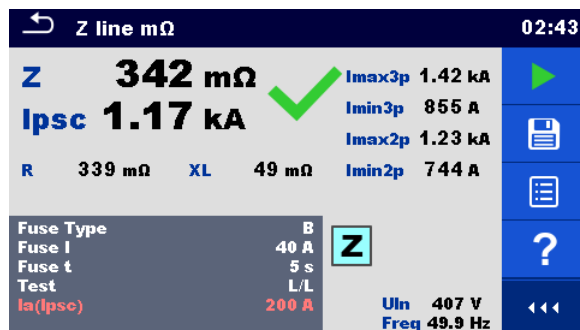 Z line mΩ 02:43
Z 342 mΩ
Ipsc 1.17 kA
R 339 mΩ XL 49 mΩ
Imax3p 1.42 kA
Imin3p 855 A
Imax2p 1.23 kA
Imin2p 744 A
Fuse Type B
Fuse I 40 A
Fuse t 5 s
Test L/L
Ia(Ipsc) 200 A
Z
Uln 407 V
Freq 49.9 Hz
?